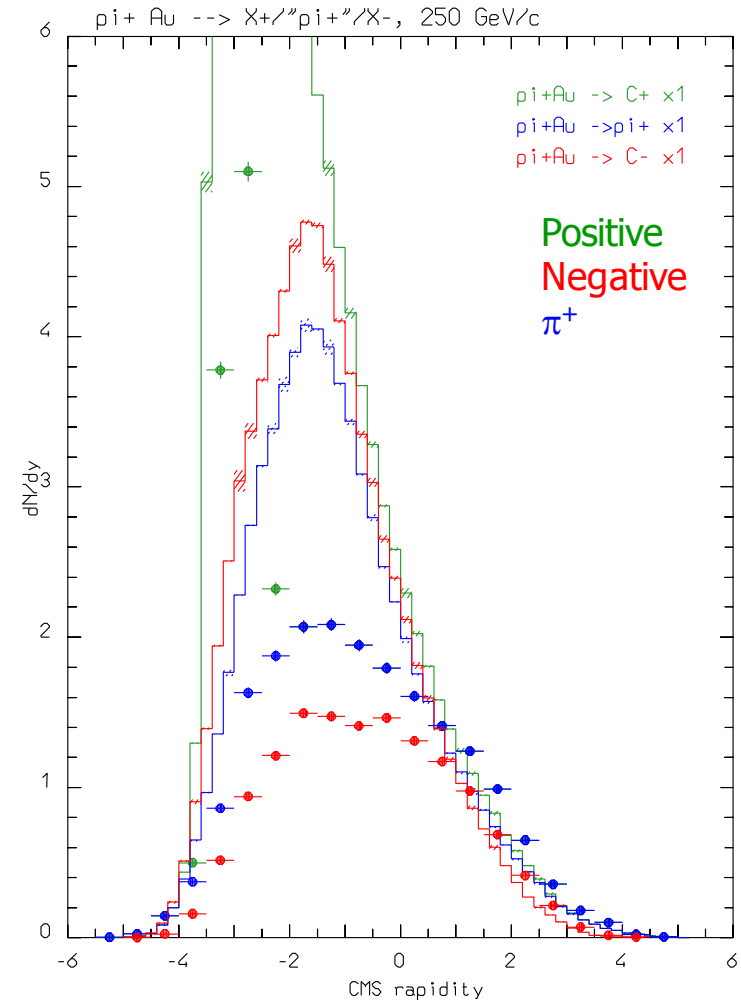 pi+ Au --> X+/"pi+"/X-, 250 GeV/c
pi+Au -> C+ x1
pi+Au ->pi+ x1
pi+Au -> C- x1
Positive
Negative
π+
6
5
4
3
2
1
0
dN/dy
-6 -4 -2 0 2 4 6
CMS rapidity